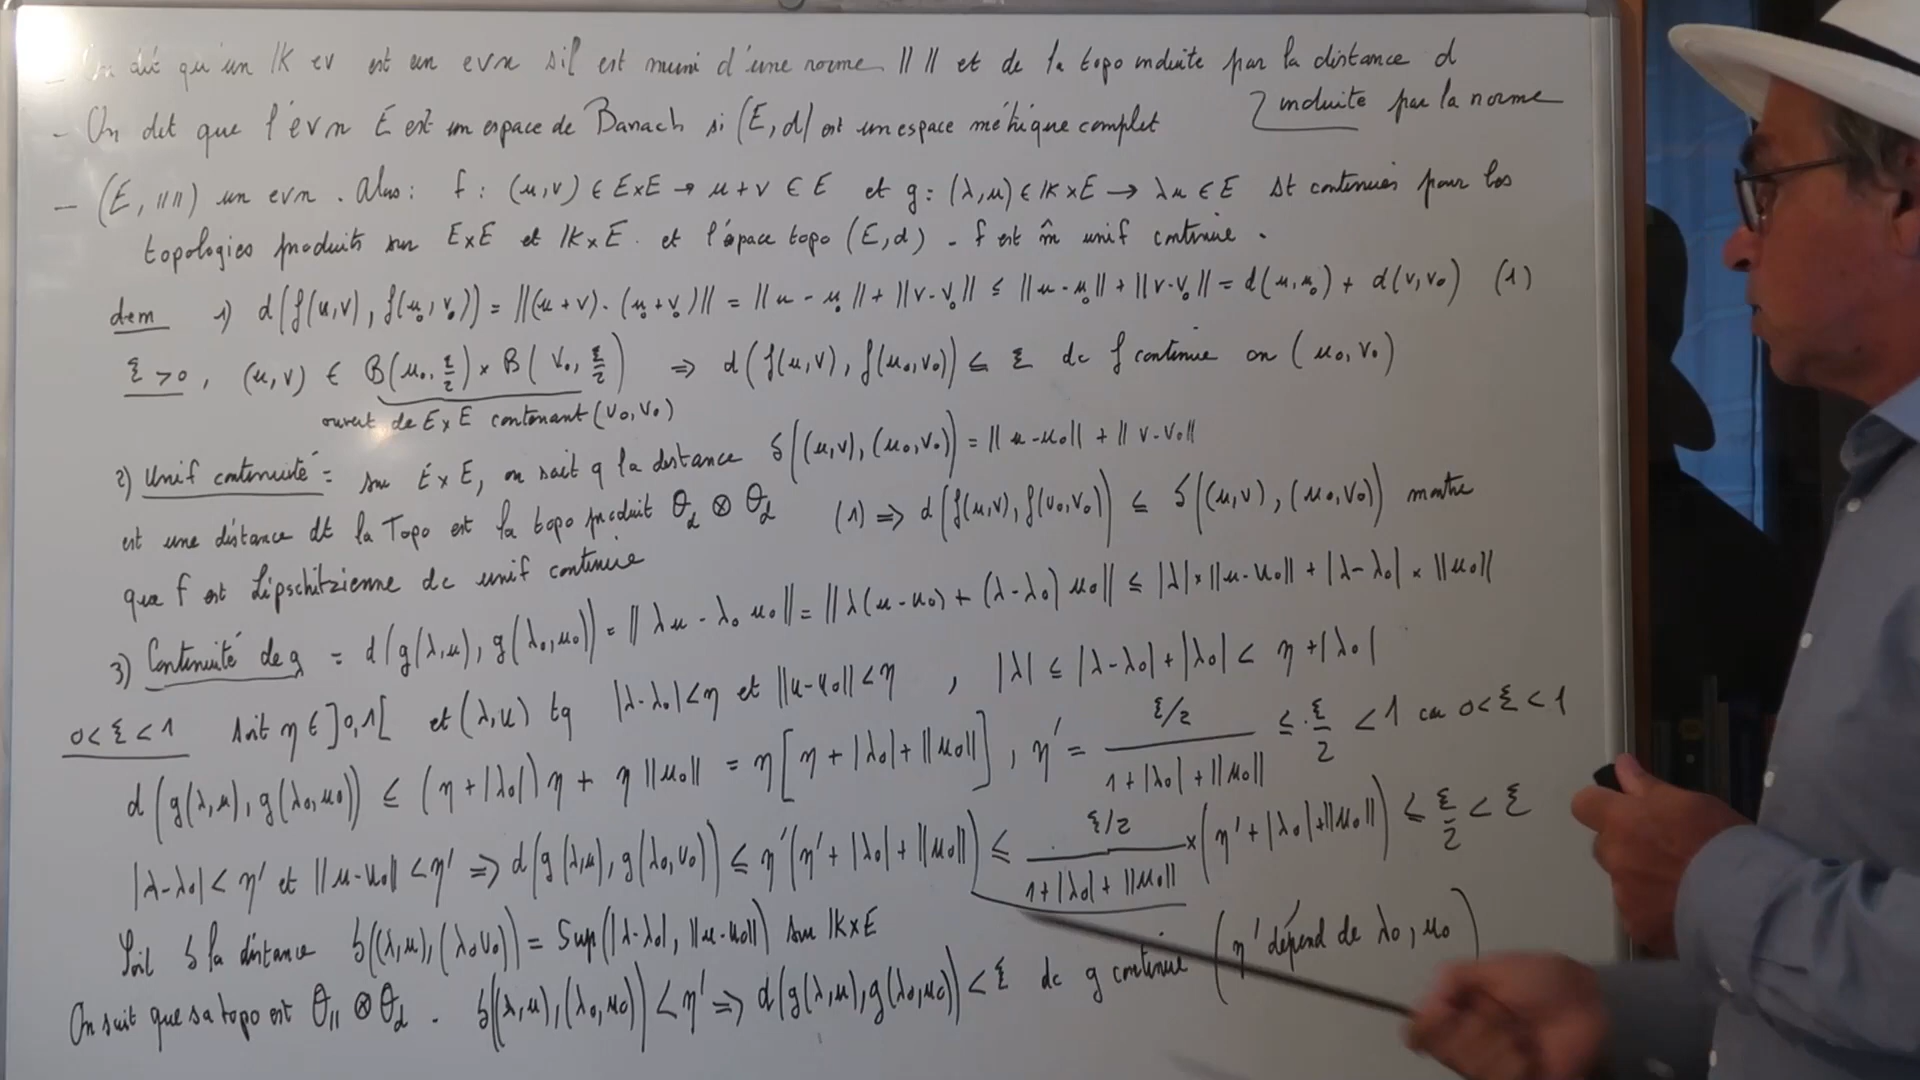 On dit qu'un IK ev est un evn s'il est muni d'une norme || || et de la topo induite par la distance d
induite par la norme
- On dit que l'evn E est un espace de Banach si (E, d) est un espace métrique complet
- (E, || ||) un evn. Alors : f : (u,v) ∈ E×E → u+v ∈ E et g : (λ,u) ∈ IK×E → λu ∈ E st continues pour les
topologies produits sur E×E et IK×E et l'espace topo (E,d) - f est m̂ unif continue.
dem 1) d(f(u,v), f(u₀,v₀)) = ||(u+v)-(u₀+v₀)|| = ||u-u₀|| + ||v-v₀|| ≤ ||u-u₀|| + ||v-v₀|| = d(u,u₀) + d(v,v₀) (1)
ξ>0, (u,v) ∈ B(u₀, ξ/2) × B(v₀, ξ/2) ⇒ d(f(u,v), f(u₀,v₀)) ≤ ξ dc f continue en (u₀,v₀)
ouvert de E×E contenant (u₀,v₀)
2) Unif continuité = sur E×E, on sait q la distance δ((u,v),(u₀,v₀)) = ||u-u₀|| + ||v-v₀||
est une distance dt la Topo est la topo produit θ_d ⊗ θ_d (1) ⇒ d(f(u,v), f(u₀,v₀)) ≤ δ((u,v),(u₀,v₀)) montre
que f est Lipschitzienne dc unif continue
3) Continuité de g = d(g(λ,u), g(λ₀,u₀)) = ||λu - λ₀u₀|| = ||λ(u-u₀) + (λ-λ₀)u₀|| ≤ |λ|×||u-u₀|| + |λ-λ₀|×||u₀||
0<ξ<1 Soit η ∈ ]0,1[ et (λ,u) tq |λ-λ₀|<η et ||u-u₀||<η, |λ| ≤ |λ-λ₀|+|λ₀| < η+|λ₀|
d(g(λ,u), g(λ₀,u₀)) ≤ (η+|λ₀|)η + η||u₀|| = η[η+|λ₀|+||u₀||], η' = (ξ/2)/(1+|λ₀|+||u₀||) ≤ ξ/2 < 1 car 0<ξ<1
|λ-λ₀|<η' et ||u-u₀||<η' ⇒ d(g(λ,u), g(λ₀,u₀)) ≤ η'(η'+|λ₀|+||u₀||) ≤ (ξ/2)/(1+|λ₀|+||u₀||) × (η'+|λ₀|+||u₀||) ≤ ξ/2 < ξ
Soit δ la distance δ((λ,u),(λ₀,u₀)) = Sup(|λ-λ₀|, ||u-u₀||) sur IK×E
On sait que sa topo est θ_|| ⊗ θ_d. δ((λ,u),(λ₀,u₀)) < η' ⇒ d(g(λ,u), g(λ₀,u₀)) < ξ dc g continue (η' dépend de λ₀, u₀)